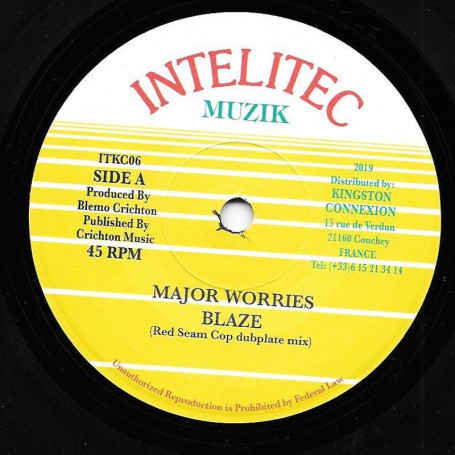 INTELITEC
MUZIK
ITKC06
SIDE A
Produced By
Blemo Crichton
Published By
Crichton Music
45 RPM
2019
Distributed by:
KINGSTON
CONNEXION
15 rue de Verdun
21160 Couchey
FRANCE
Tel: (+33)6 15 21 34 14
MAJOR WORRIES
BLAZE
(Red Seam Cop dubplate mix)
Unauthorized Reproduction is Prohibited by Federal Law